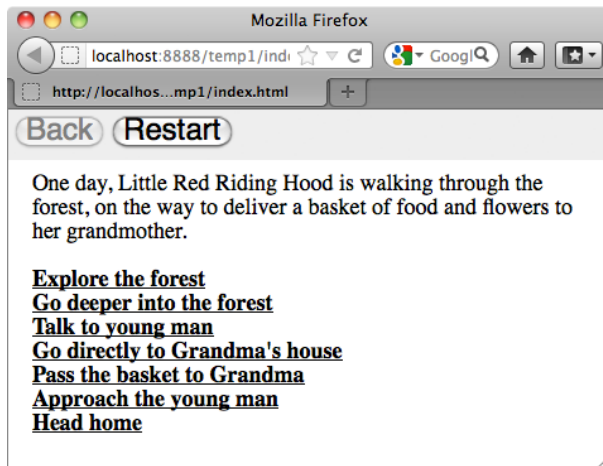 Mozilla Firefox
localhost:8888/temp1/ind
Googl
http://localhos...mp1/index.html
Back Restart
One day, Little Red Riding Hood is walking through the
forest, on the way to deliver a basket of food and flowers to
her grandmother.
Explore the forest
Go deeper into the forest
Talk to young man
Go directly to Grandma's house
Pass the basket to Grandma
Approach the young man
Head home